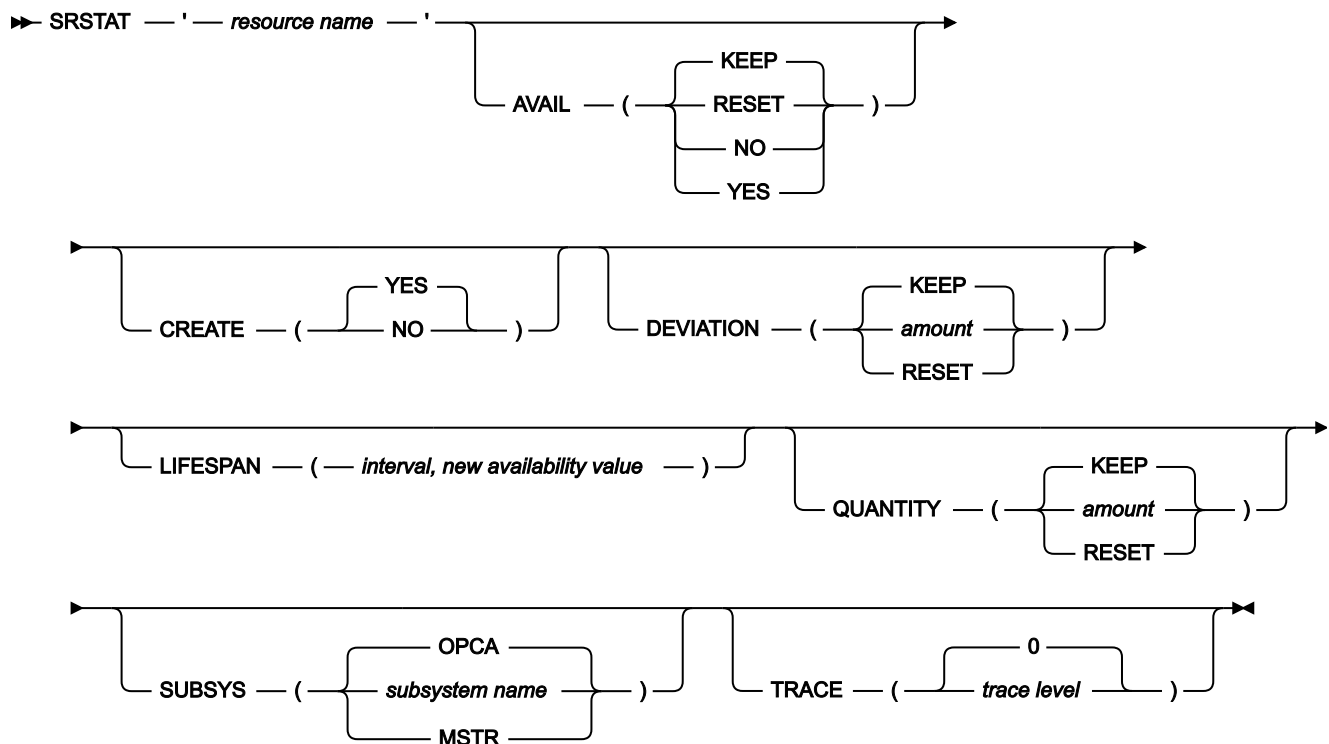 SRSTAT ' resource name '
AVAIL ( KEEP )
RESET
NO
YES
CREATE ( YES )
NO
DEVIATION ( KEEP )
amount
RESET
LIFESPAN ( interval, new availability value )
QUANTITY ( KEEP )
amount
RESET
SUBSYS ( OPCA )
subsystem name
MSTR
TRACE ( 0 )
trace level